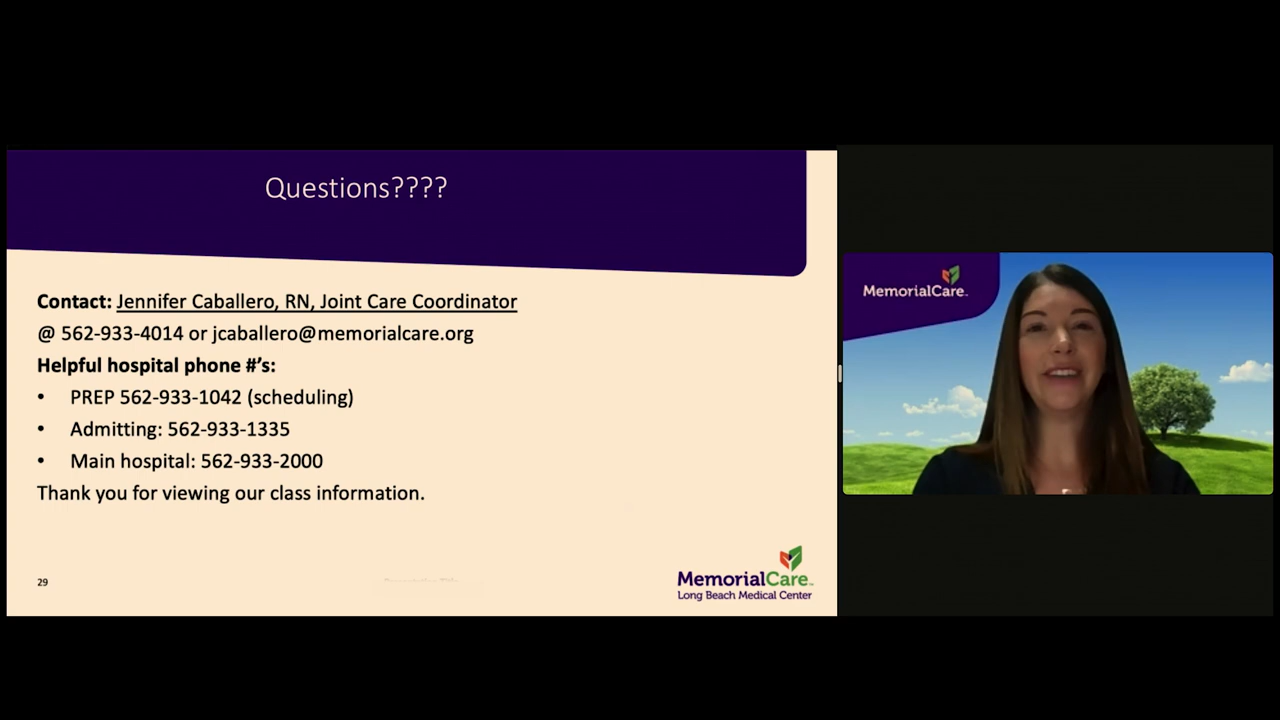 Questions????
Contact: Jennifer Caballero, RN, Joint Care Coordinator
@ 562-933-4014 or jcaballero@memorialcare.org
Helpful hospital phone #’s:
• PREP 562-933-1042 (scheduling)
• Admitting: 562-933-1335
• Main hospital: 562-933-2000
Thank you for viewing our class information.
29
MemorialCare™
Long Beach Medical Center
MemorialCare™